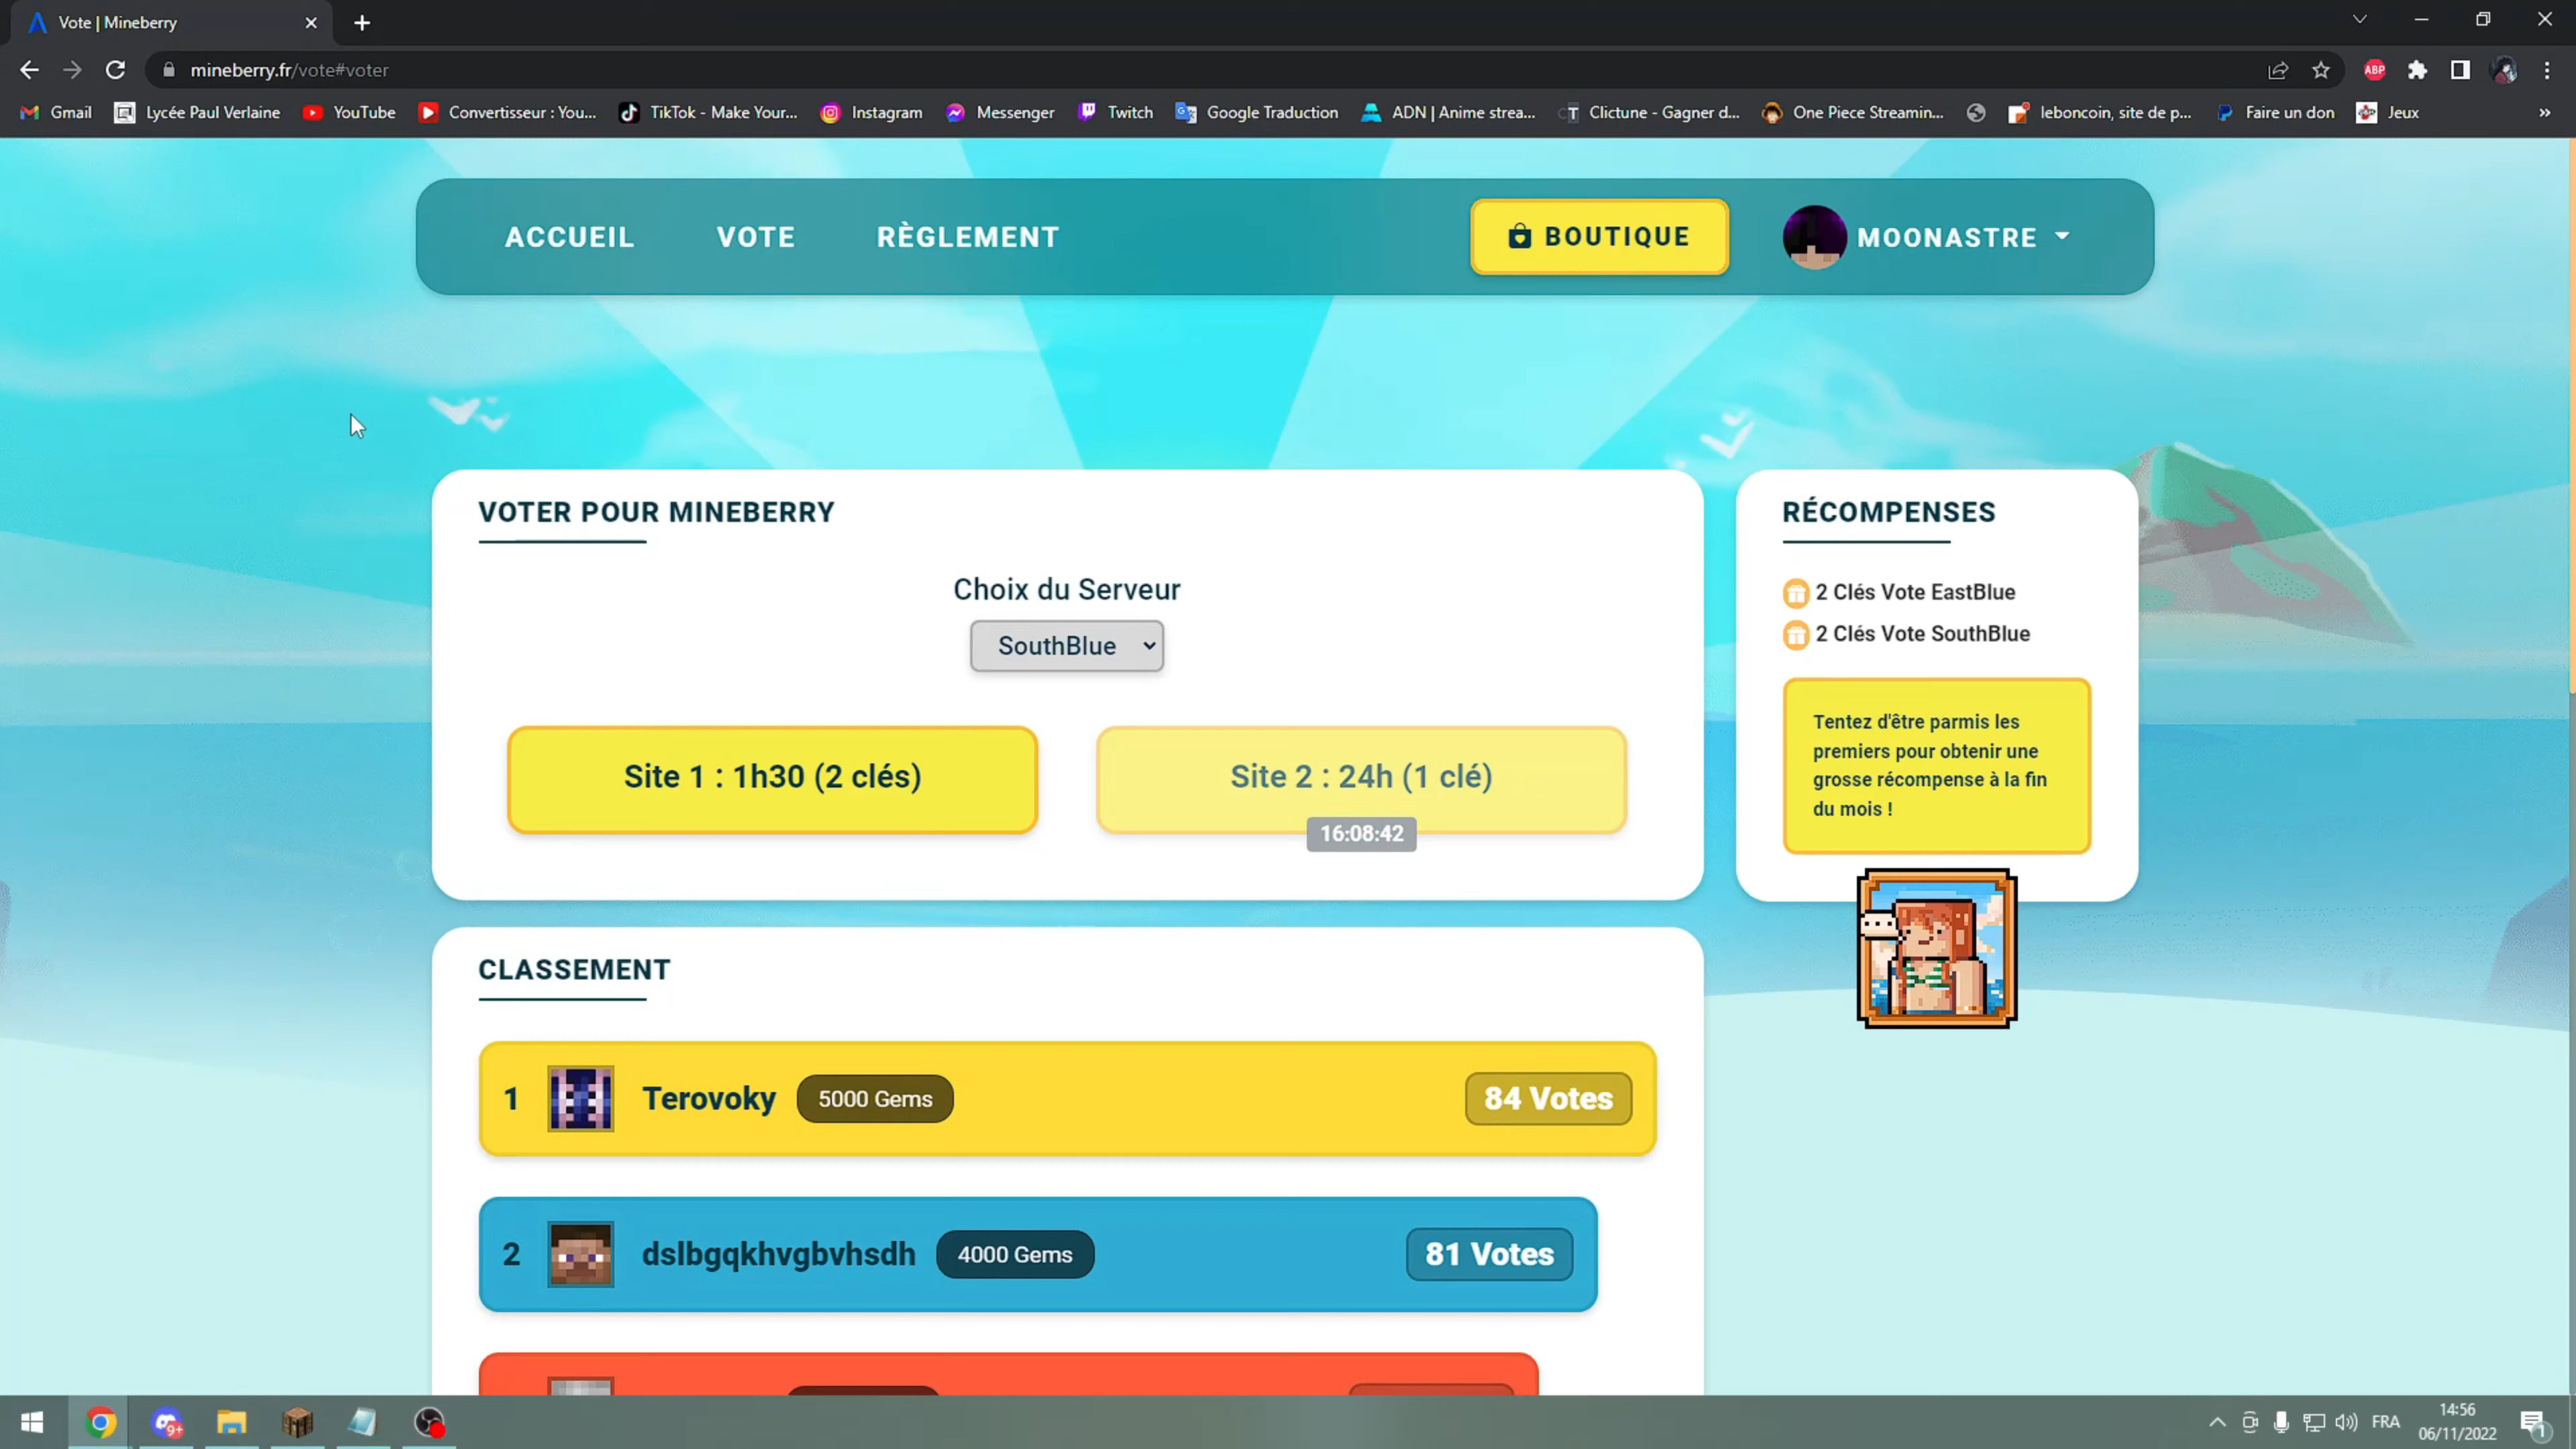 Vote | Mineberry
mineberry.fr/vote#voter
ABP
Gmail Lycée Paul Verlaine YouTube Convertisseur : You... TikTok - Make Your... Instagram Messenger Twitch Google Traduction ADN | Anime strea... Clictune - Gagner d... One Piece Streamin... leboncoin, site de p... Faire un don Jeux »
ACCUEIL VOTE RÈGLEMENT BOUTIQUE MOONASTRE
VOTER POUR MINEBERRY
Choix du Serveur
SouthBlue
Site 1 : 1h30 (2 clés)
Site 2 : 24h (1 clé)
16:08:42
RÉCOMPENSES
2 Clés Vote EastBlue
2 Clés Vote SouthBlue
Tentez d'être parmis les
premiers pour obtenir une
grosse récompense à la fin
du mois !
CLASSEMENT
1 Terovoky 5000 Gems 84 Votes
2 dslbgqkhvgbvhsdh 4000 Gems 81 Votes
9+
FRA
14:56
06/11/2022
1